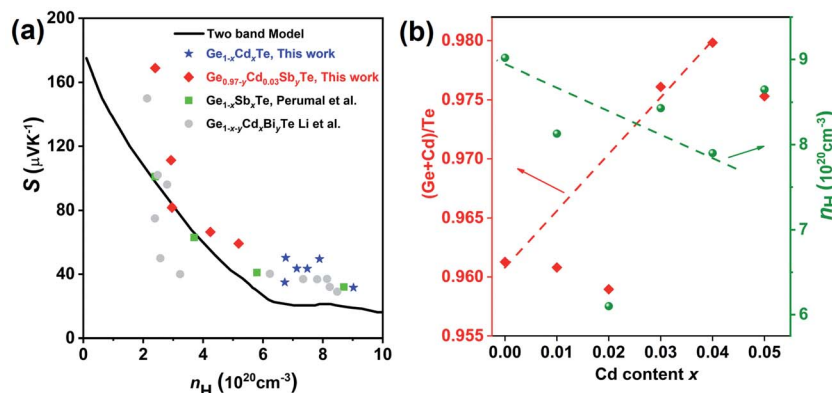 (a)
Two band Model
Ge1-xCdxTe, This work
Ge0.97-yCd0.03SbyTe, This work
Ge1-xSbxTe, Perumal et al.
Ge1-x-yCdxBiyTe Li et al.
S (μVK⁻¹)
200
160
120
80
40
0
0 2 4 6 8 10
nH (10²⁰cm⁻³)
(b)
(Ge+Cd)/Te
0.980
0.975
0.970
0.965
0.960
0.955
9
8
7
6
nH (10²⁰cm⁻³)
0.00 0.01 0.02 0.03 0.04 0.05
Cd content x